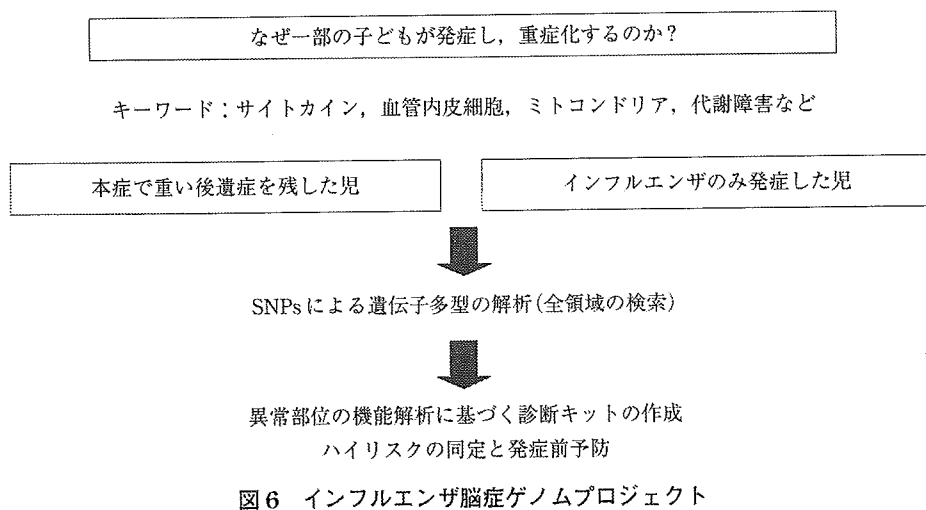 なぜ一部の子どもが発症し，重症化するのか？
キーワード：サイトカイン，血管内皮細胞，ミトコンドリア，代謝障害など
本症で重い後遺症を残した児
インフルエンザのみ発症した児
SNPsによる遺伝子多型の解析(全領域の検索)
異常部位の機能解析に基づく診断キットの作成
ハイリスクの同定と発症前予防
図6 インフルエンザ脳症ゲノムプロジェクト